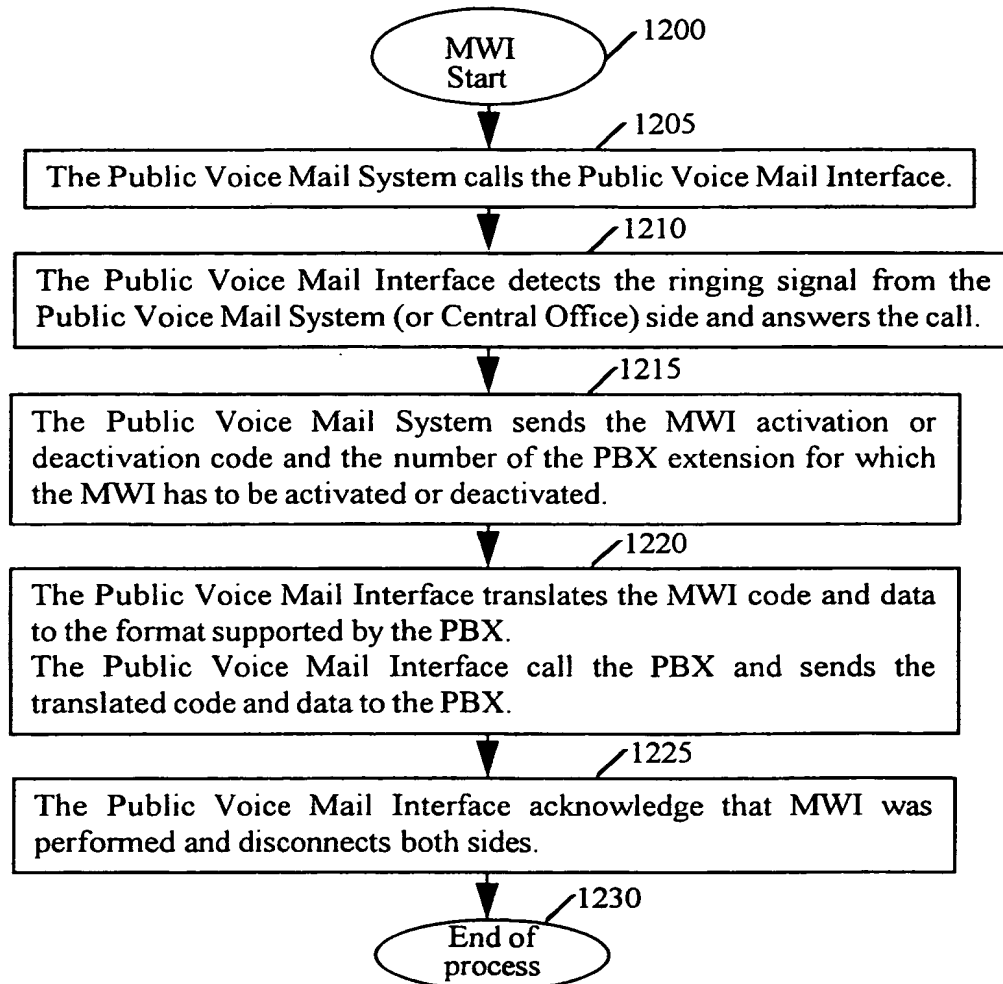 MWI
Start
1200
1205
The Public Voice Mail System calls the Public Voice Mail Interface.
1210
The Public Voice Mail Interface detects the ringing signal from the
Public Voice Mail System (or Central Office) side and answers the call.
1215
The Public Voice Mail System sends the MWI activation or
deactivation code and the number of the PBX extension for which
the MWI has to be activated or deactivated.
1220
The Public Voice Mail Interface translates the MWI code and data
to the format supported by the PBX.
The Public Voice Mail Interface call the PBX and sends the
translated code and data to the PBX.
1225
The Public Voice Mail Interface acknowledge that MWI was
performed and disconnects both sides.
1230
End of
process